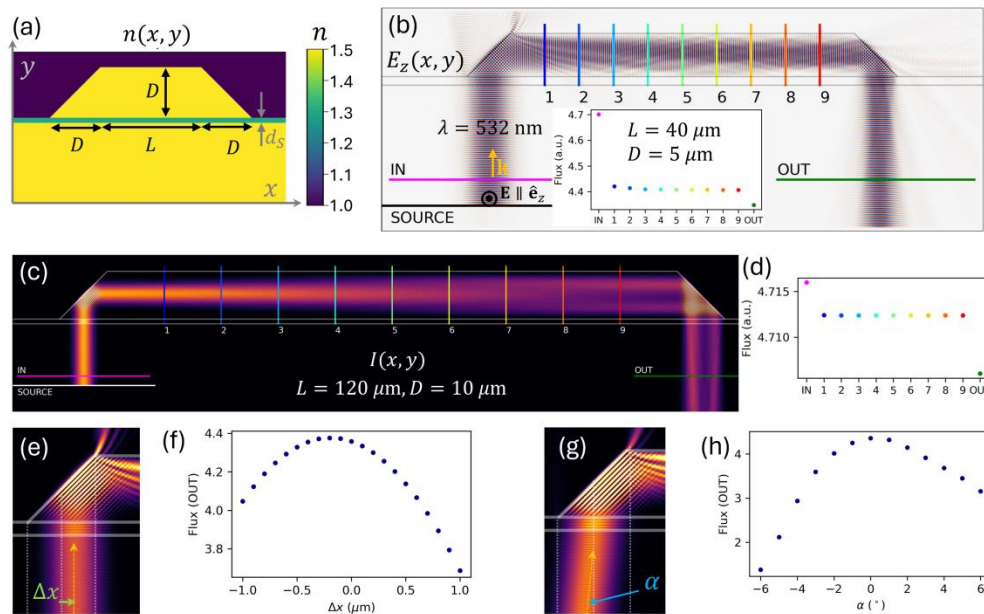 (a)
n(x, y)
n
1.5
1.4
1.3
1.2
1.1
1.0
y
D
d_S
D
L
D
x
(b)
E_z(x, y)
1 2 3 4 5 6 7 8 9
λ = 532 nm
k
IN
E ∥ ê_z
SOURCE
L = 40 μm
D = 5 μm
Flux (a.u.)
4.7
4.6
4.5
4.4
IN 1 2 3 4 5 6 7 8 9 OUT
OUT
(c)
1 2 3 4 5 6 7 8 9
I(x, y)
L = 120 μm, D = 10 μm
IN
SOURCE
OUT
(d)
Flux (a.u.)
4.715
4.710
IN 1 2 3 4 5 6 7 8 9 OU
(e)
Δx
(f)
Flux (OUT)
4.4
4.2
4.0
3.8
−1.0 −0.5 0.0 0.5 1.0
Δx (μm)
(g)
α
(h)
Flux (OUT)
4
3
2
−6 −4 −2 0 2 4 6
α (°)